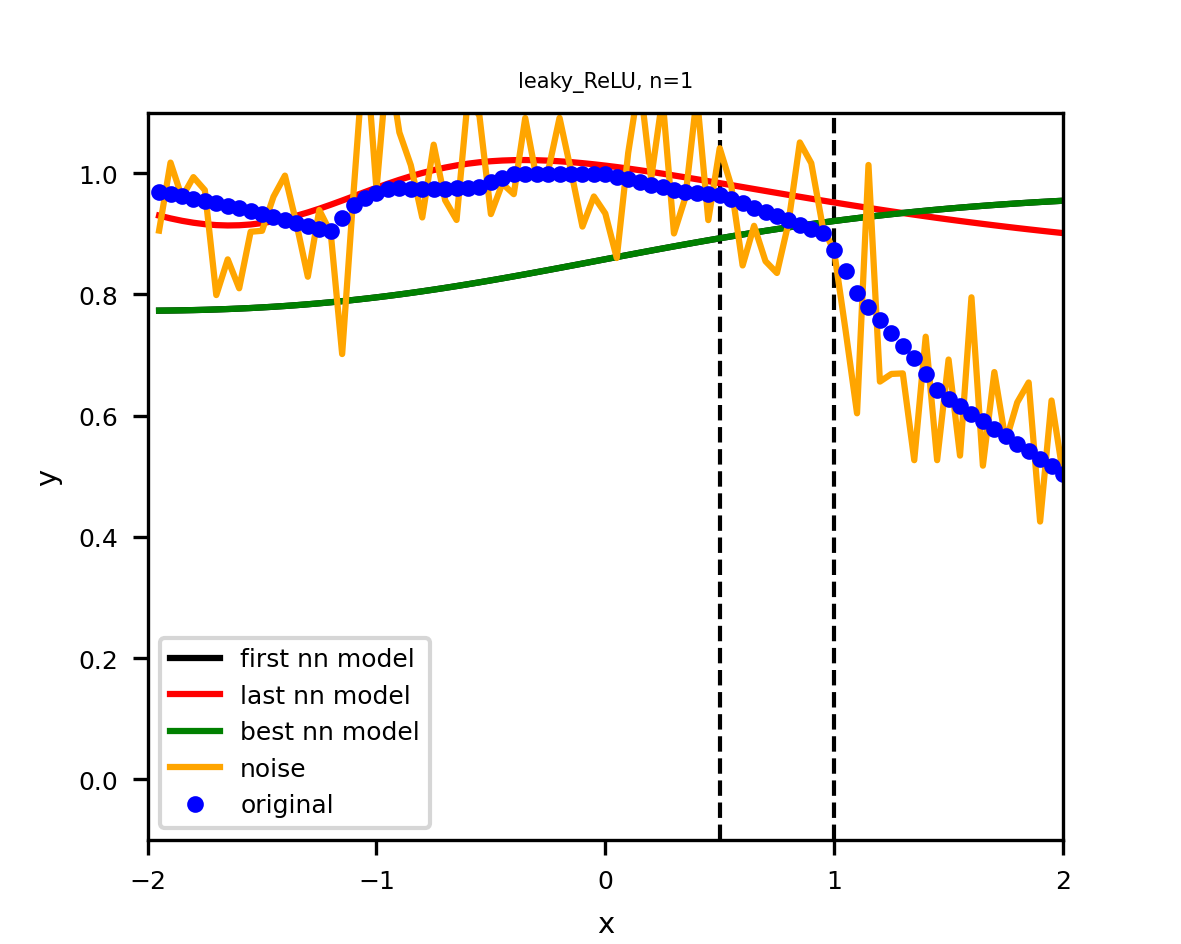 leaky_ReLU, n=1
1.0
0.8
0.6
0.4
0.2
0.0
y
first nn model
last nn model
best nn model
noise
original
−2 −1 0 1 2
x